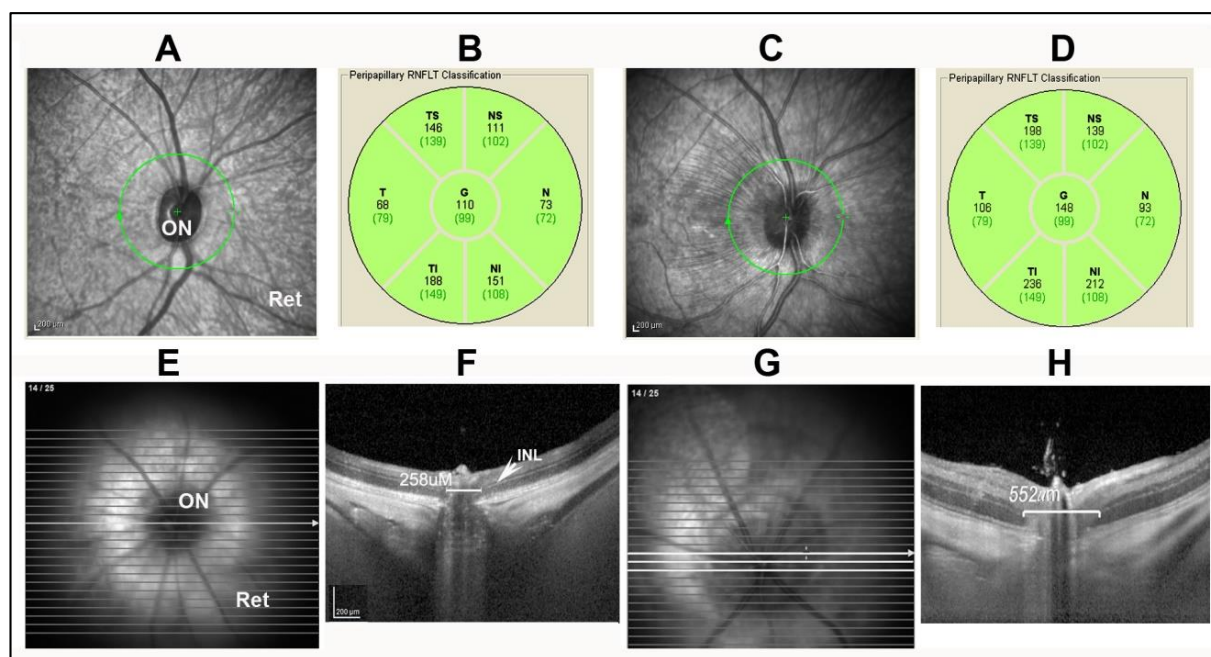 A
B
C
D
Peripapillary RNFLT Classification
TS
146
(139)
NS
111
(102)
T
68
(79)
G
110
(99)
N
73
(72)
TI
188
(149)
NI
151
(108)
ON
Ret
200 µm
Peripapillary RNFLT Classification
TS
198
(139)
NS
139
(102)
T
106
(79)
G
148
(99)
N
93
(72)
TI
236
(149)
NI
212
(108)
200 µm
E
F
G
H
14 / 25
ON
Ret
258uM
INL
200 µm
14 / 25
552µm